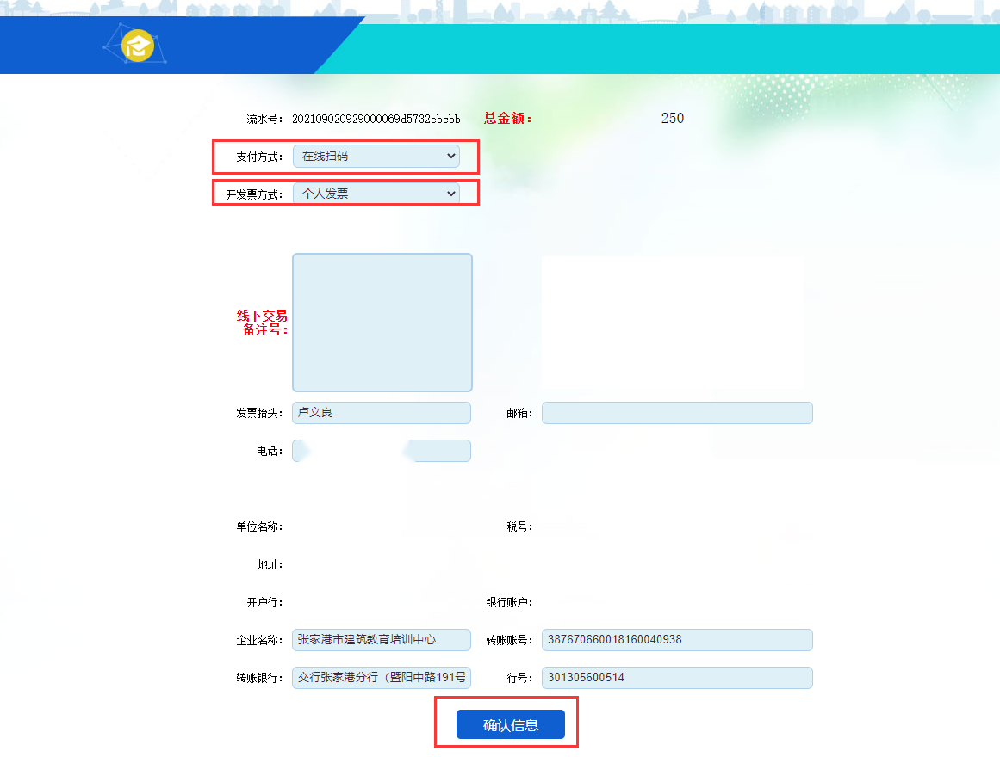 流水号： 202109020929000069d5732ebcbb 总金额： 250
支付方式： 在线扫码
开发票方式： 个人发票
线下交易
备注号：
发票抬头： 卢文良 邮箱：
电话：
单位名称： 税号：
地址：
开户行： 银行账户：
企业名称： 张家港市建筑教育培训中心 转账账号： 387670660018160040938
转账银行： 交行张家港分行（暨阳中路191号 行号： 301305600514
确认信息